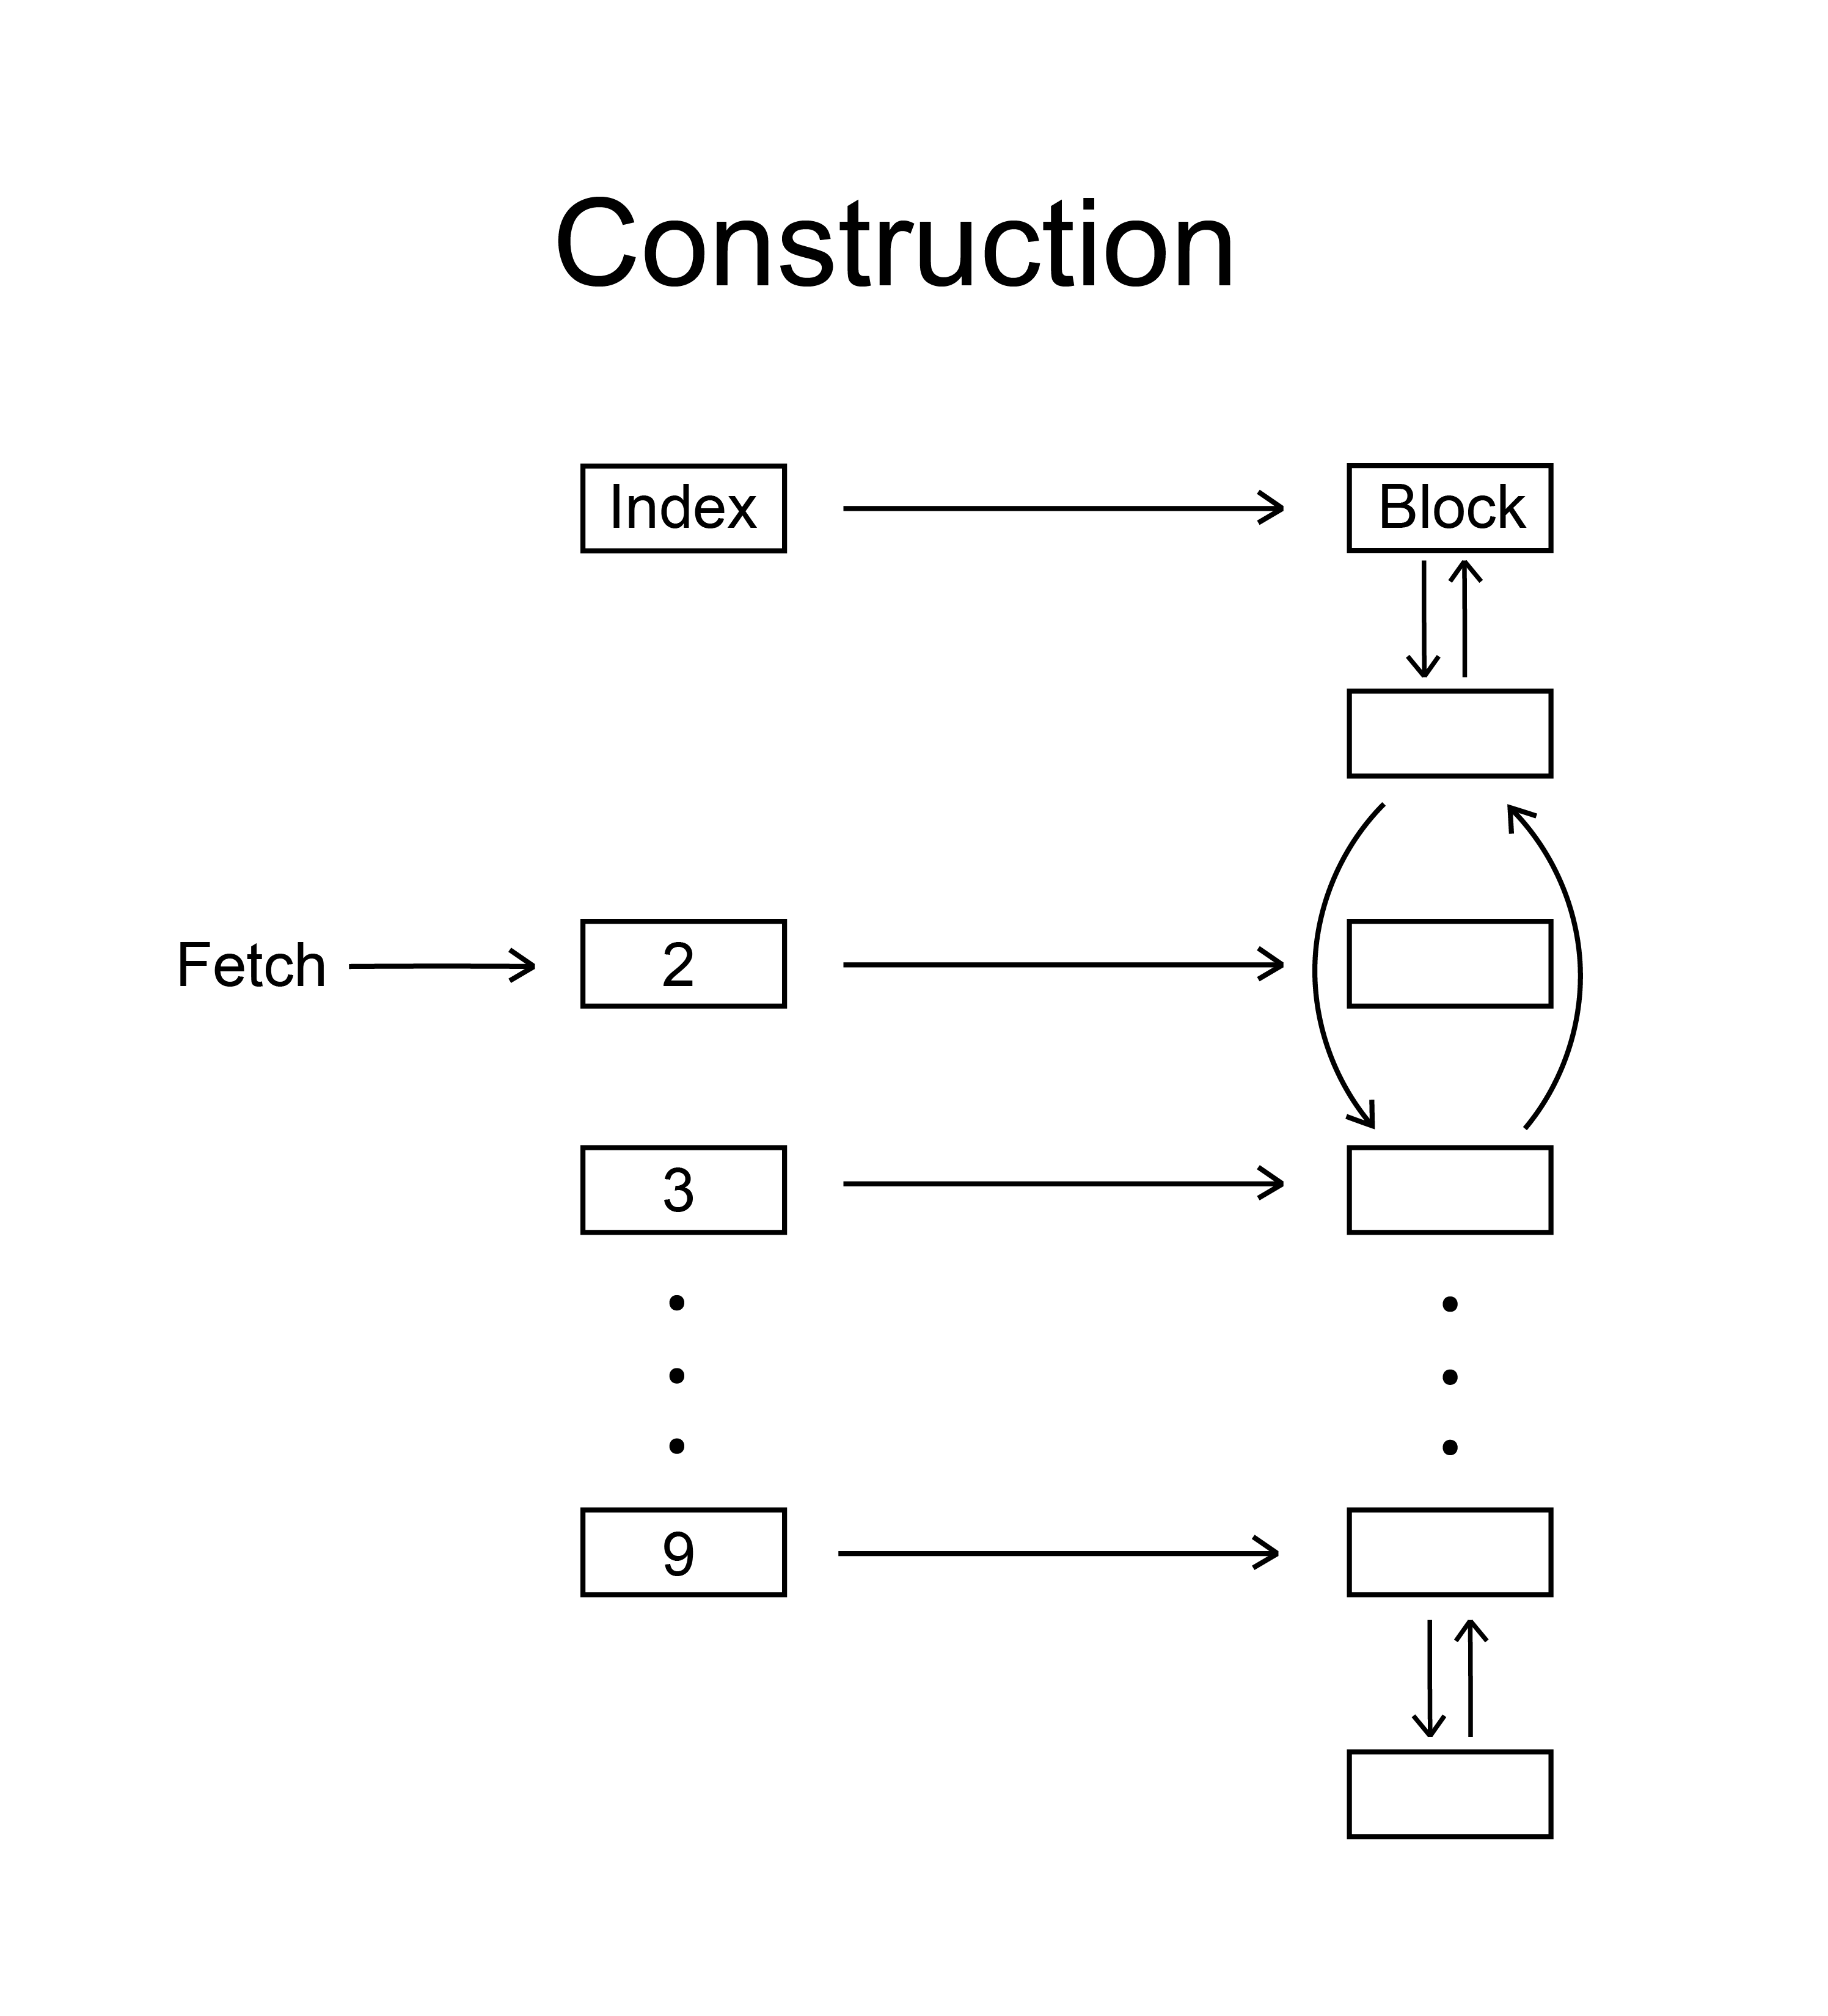 Construction
Index
Block
Fetch
2
3
9